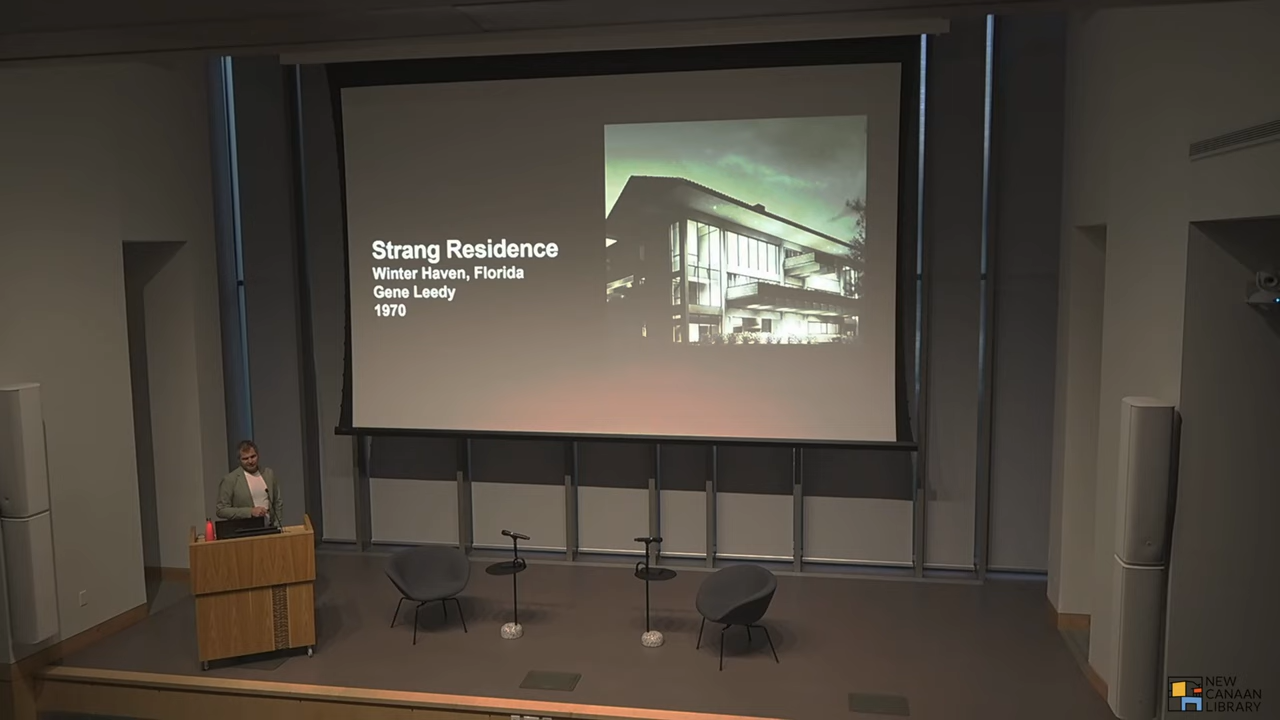 Strang Residence
Winter Haven, Florida
Gene Leedy
1970
NEW
CANAAN
LIBRARY